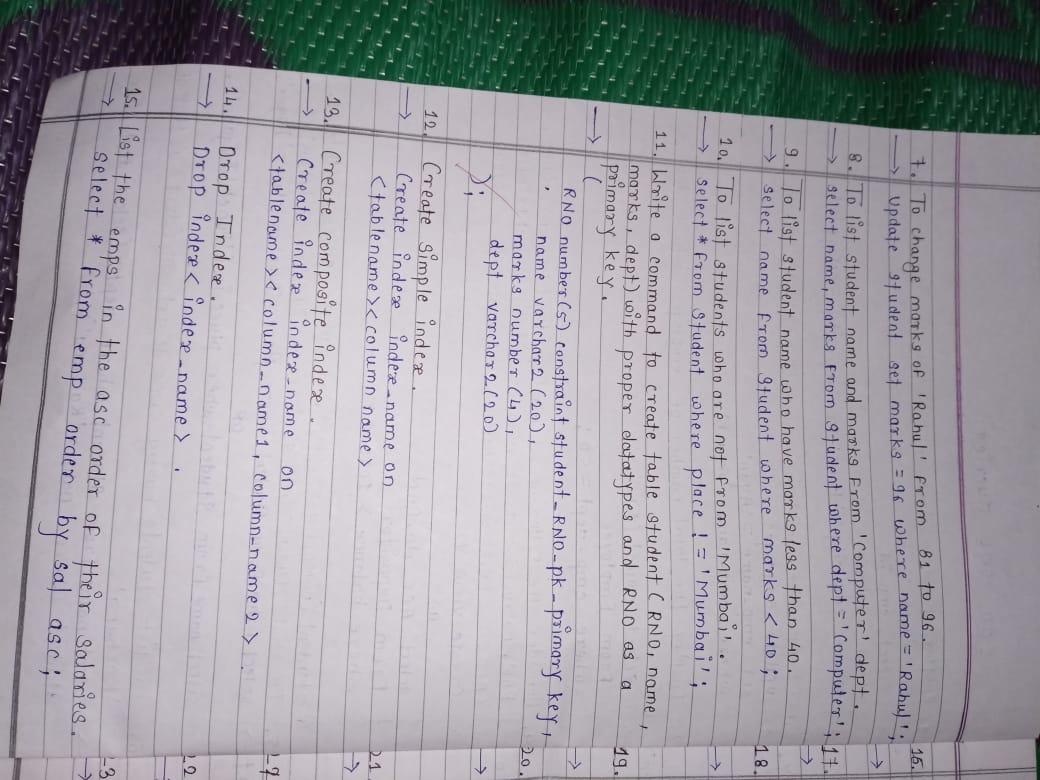 7. To change marks of 'Rahul' from 81 to 96.
→ Update student set marks = 96 where name = 'Rahul';
8. To list student name and marks from 'Computer' dept.
→ select name, marks from student where dept = 'Computer';
9. To list student name who have marks less than 40.
→ select name from student where marks < 40;
10. To list students who are not from 'Mumbai'.
→ select * from student where place != 'Mumbai';
11. Write a command to create table student (RNO, name,
marks, dept) with proper datatypes and RNO as a
primary key.
→ (
RNO number(5) constraint student_RNO_pk_primary key,
, name varchar2 (20),
marks number (4),
dept varchar2 (20)
);
12. Create simple index.
→ Create index index_name on
<tablename><column name>
13. Create composite index.
→ Create index index_name on
<tablename><column_name1, column_name2>
14. Drop Index.
→ Drop index <index_name>.
15. List the emps in the asc order of their salaries.
→ select * from emp order by sal asc;
16.
→
17.
→
18.
→
19.
→
20.
→
21.
→